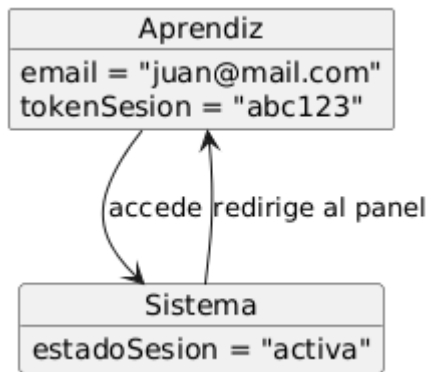 Aprendiz
email = "juan@mail.com"
tokenSesion = "abc123"
accede
redirige al panel
Sistema
estadoSesion = "activa"